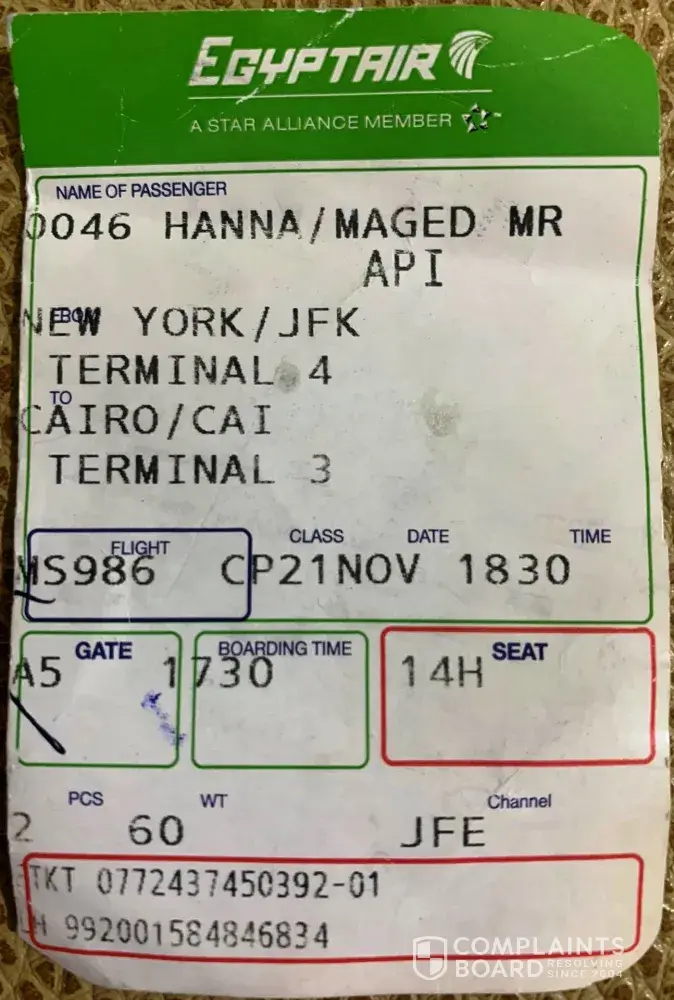 EGYPTAIR
A STAR ALLIANCE MEMBER
NAME OF PASSENGER
0046 HANNA/MAGED MR
API
FROM
NEW YORK/JFK
TERMINAL 4
TO
CAIRO/CAI
TERMINAL 3
FLIGHT CLASS DATE TIME
MS986 CP21NOV 1830
GATE BOARDING TIME SEAT
A5 1730 14H
PCS WT Channel
2 60 JFE
TKT 0772437450392-01
992001584846834
COMPLAINTS
BOARD RESOLVING
SINCE 2004